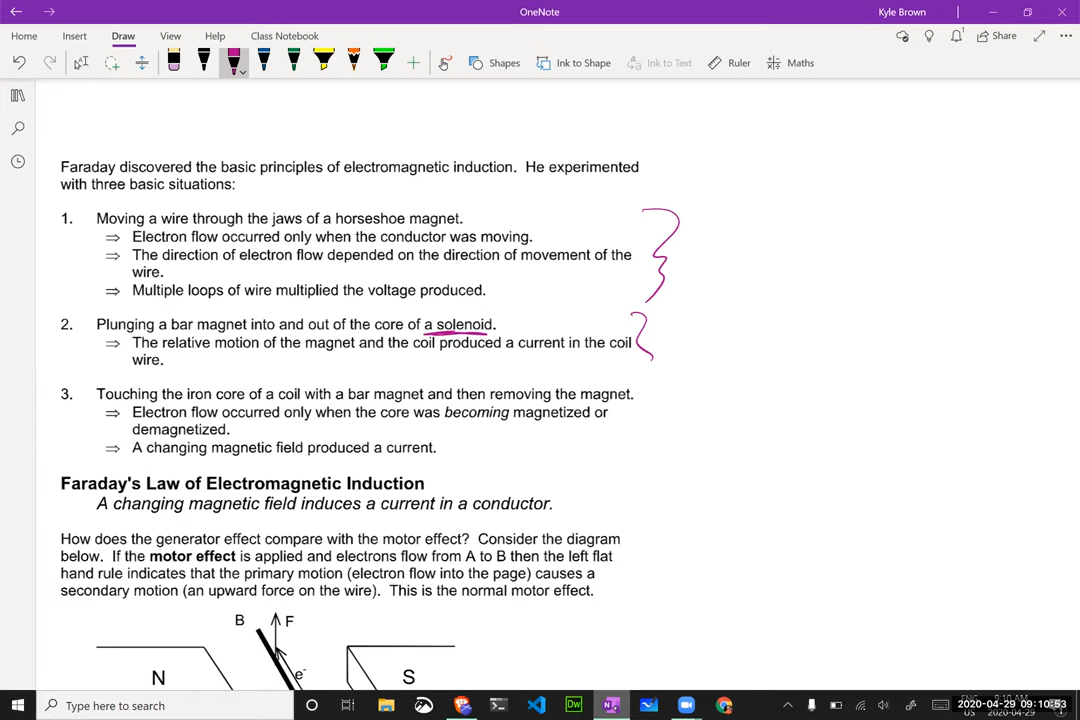 OneNote
Kyle Brown
Home Insert Draw View Help Class Notebook
Share
Shapes Ink to Shape Ink to Text Ruler Maths
Faraday discovered the basic principles of electromagnetic induction. He experimented
with three basic situations:
1. Moving a wire through the jaws of a horseshoe magnet.
⇒ Electron flow occurred only when the conductor was moving.
⇒ The direction of electron flow depended on the direction of movement of the
wire.
⇒ Multiple loops of wire multiplied the voltage produced.
2. Plunging a bar magnet into and out of the core of a solenoid.
⇒ The relative motion of the magnet and the coil produced a current in the coil
wire.
3. Touching the iron core of a coil with a bar magnet and then removing the magnet.
⇒ Electron flow occurred only when the core was becoming magnetized or
demagnetized.
⇒ A changing magnetic field produced a current.
Faraday's Law of Electromagnetic Induction
A changing magnetic field induces a current in a conductor.
How does the generator effect compare with the motor effect? Consider the diagram
below. If the motor effect is applied and electrons flow from A to B then the left flat
hand rule indicates that the primary motion (electron flow into the page) causes a
secondary motion (an upward force on the wire). This is the normal motor effect.
B F
e-
N S
Type here to search
Dw
2020-04-29 09:10:53